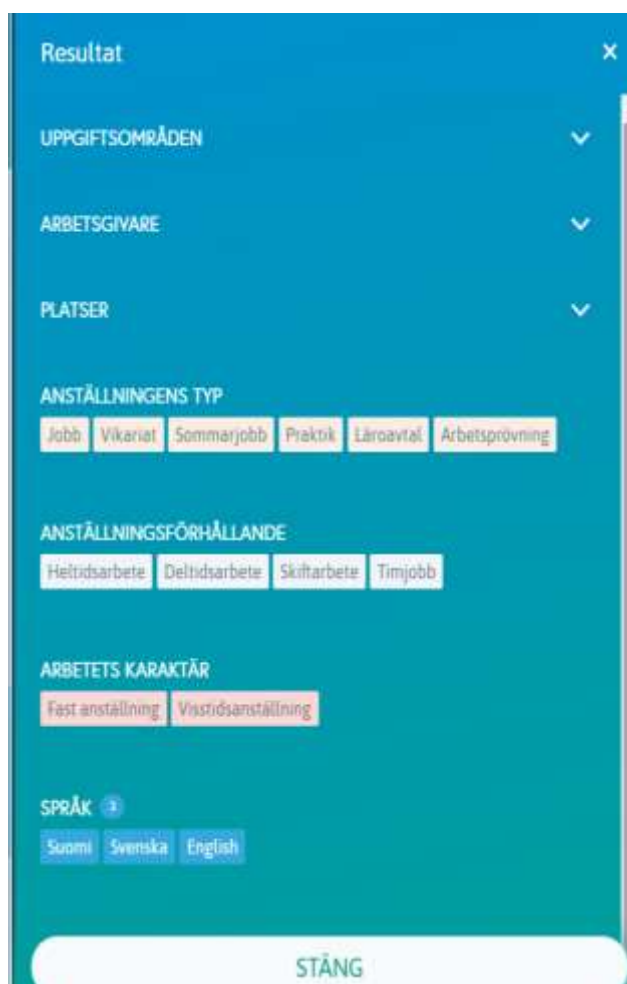 Resultat ×
UPPGIFTSOMRÅDEN
ARBETSGIVARE
PLATSER
ANSTÄLLNINGENS TYP
Jobb Vikariat Sommarjobb Praktik Läroavtal Arbetsprövning
ANSTÄLLNINGSFÖRHÅLLANDE
Heltidsarbete Deltidsarbete Skiftarbete Timjobb
ARBETETS KARAKTÄR
Fast anställning Visstidsanställning
SPRÅK 3
Suomi Svenska English
STÄNG